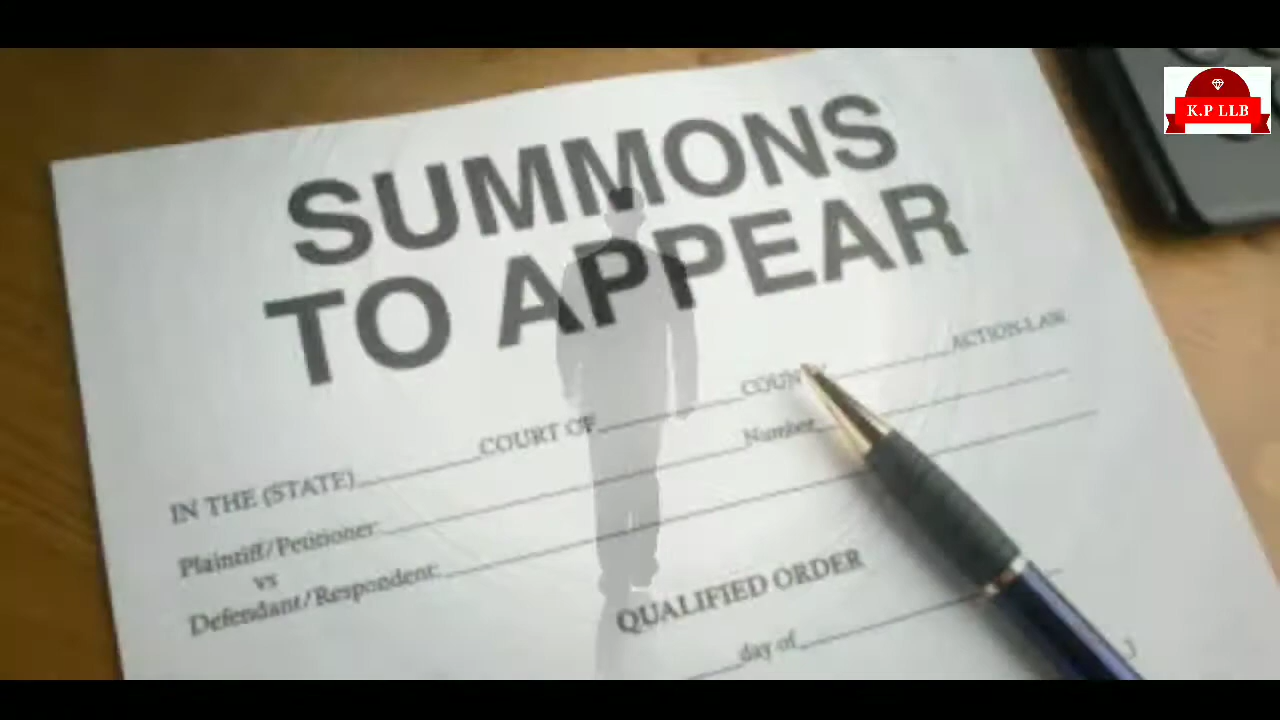 K.P LLB
SUMMONS
TO APPEAR
IN THE (STATE) COURT OF COUNTY ACTION-LAW
Plaintiff/Petitioner: Number
vs
Defendant/Respondent:
QUALIFIED ORDER
day of